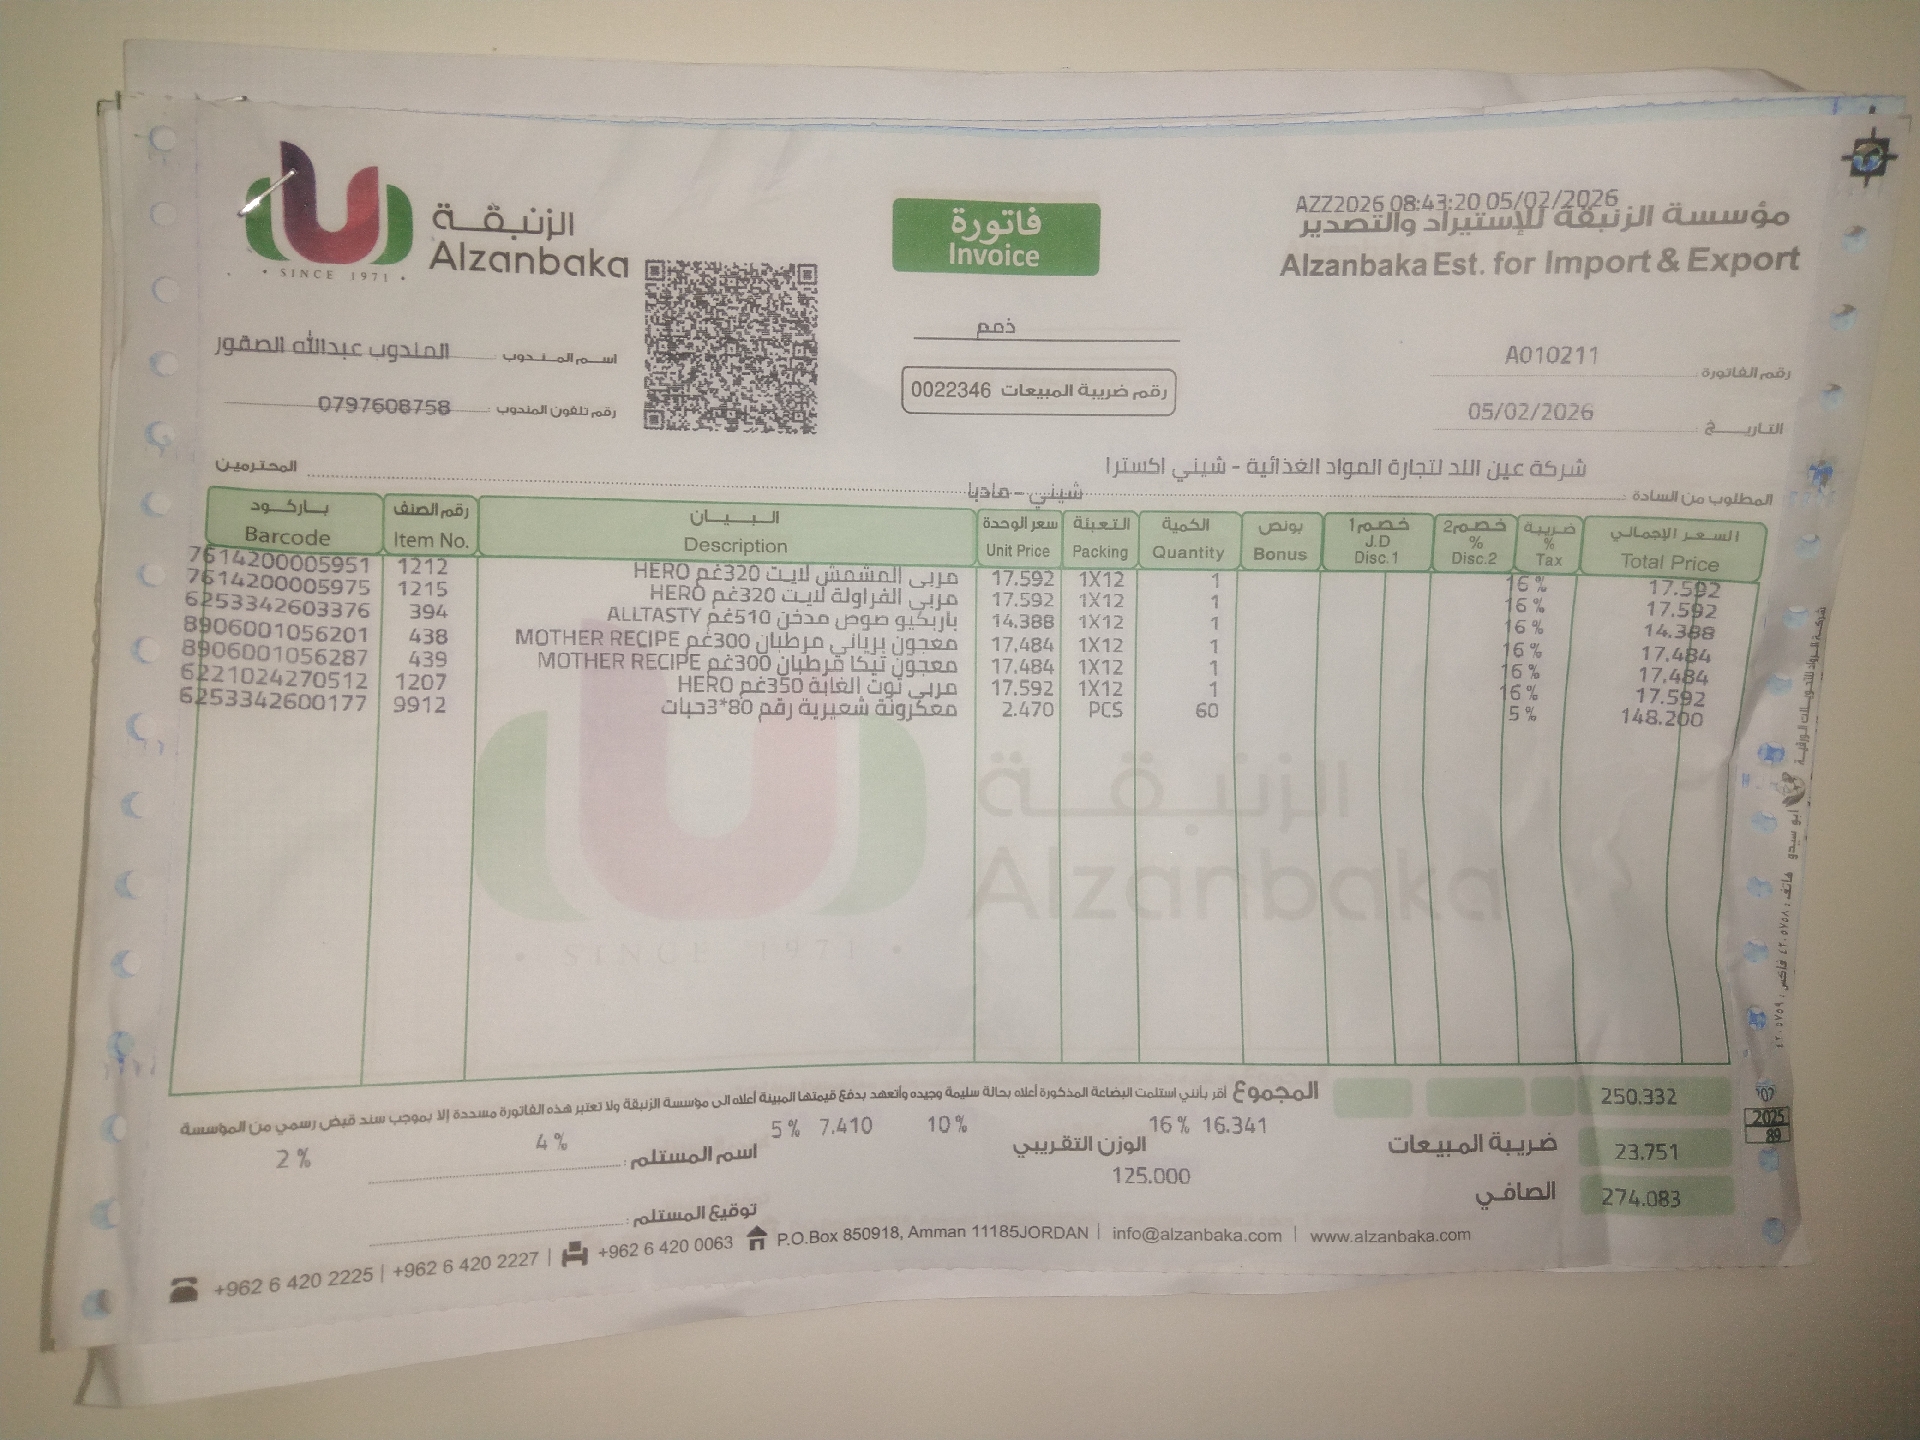 الزنبقة
Alzanbaka
• SINCE 1971 •
فاتورة
Invoice
AZZ2026 08:43:20 05/02/2026
مؤسسة الزنبقة للإستيراد والتصدير
Alzanbaka Est. for Import & Export
ذمم
رقم الفاتورة A010211
اسم المندوب المندوب عبدالله الصقور
رقم ضريبة المبيعات 0022346
رقم تلفون المندوب 0797608758
التاريخ 05/02/2026
المطلوب من السادة شركة عين اللد لتجارة المواد الغذائية - شيني اكسترا المحترمين
شيني - مادبا
باركود رقم الصنف البيان سعر الوحدة التعبئة الكمية بونص خصم1 خصم2 ضريبة السعر الإجمالي
Barcode Item No. Description Unit Price Packing Quantity Bonus J.D Disc.1 % Disc.2 % Tax Total Price
7614200005951 1212 مربى المشمش لايت 320غم HERO 17.592 1X12 1 16 % 17.592
7614200005975 1215 مربى الفراولة لايت 320غم HERO 17.592 1X12 1 16 % 17.592
6253342603376 394 باربكيو صوص مدخن 510غم ALLTASTY 14.388 1X12 1 16 % 14.388
8906001056201 438 معجون برياني مرطبان 300غم MOTHER RECIPE 17.484 1X12 1 16 % 17.484
8906001056287 439 معجون تيكا مرطبان 300غم MOTHER RECIPE 17.484 1X12 1 16 % 17.484
6221024270512 1207 مربى توت الغابة 350غم HERO 17.592 1X12 1 16 % 17.592
6253342600177 9912 معكرونة شعيرية رقم 80*3حبات 2.470 PCS 60 5 % 148.200
الزنبقة
Alzanbaka
• SINCE 1971 •
المجموع 250.332
أقر بأنني استلمت البضاعة المذكورة أعلاه بحالة سليمة وجيده وأتعهد بدفع قيمتها المبينة أعلاه الى مؤسسة الزنبقة ولا تعتبر هذه الفاتورة مسددة إلا بموجب سند قبض رسمي من المؤسسة
2 % 4 % 5 % 7.410 10 % 16 % 16.341
ضريبة المبيعات 23.751
الوزن التقريبي
125.000
اسم المستلم :
الصافي 274.083
توقيع المستلم :
+962 6 420 2225 | +962 6 420 2227 | +962 6 420 0063 P.O.Box 850918, Amman 11185JORDAN | info@alzanbaka.com | www.alzanbaka.com
2025
89